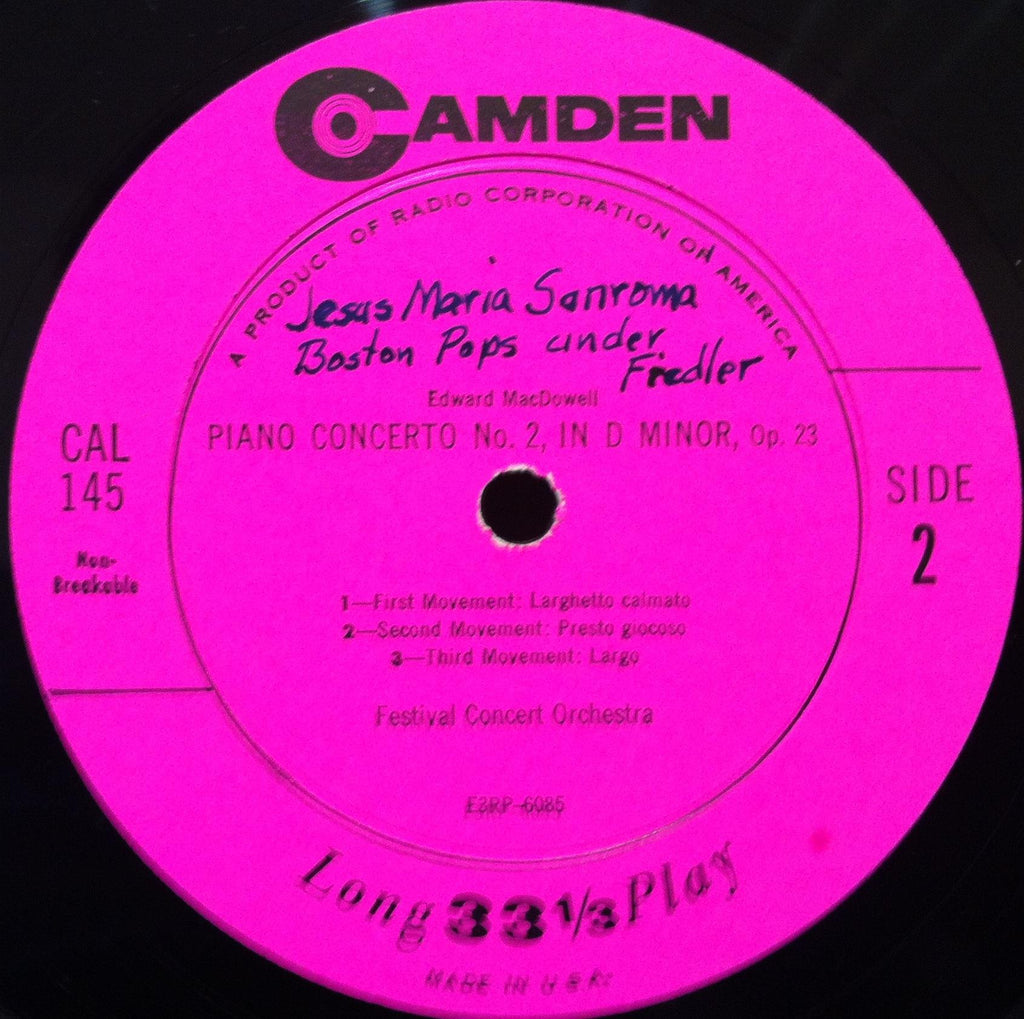 CAMDEN
A PRODUCT OF RADIO CORPORATION OF AMERICA
Jesus Maria Sanroma
Boston Pops under
Fiedler
Edward MacDowell
PIANO CONCERTO No. 2, IN D MINOR, Op. 23
CAL
145
Non-
Breakable
SIDE
2
1—First Movement: Larghetto calmato
2—Second Movement: Presto giocoso
3—Third Movement: Largo
Festival Concert Orchestra
E3RP-6085
Long 33 1/3 Play
MADE IN U.S.A.